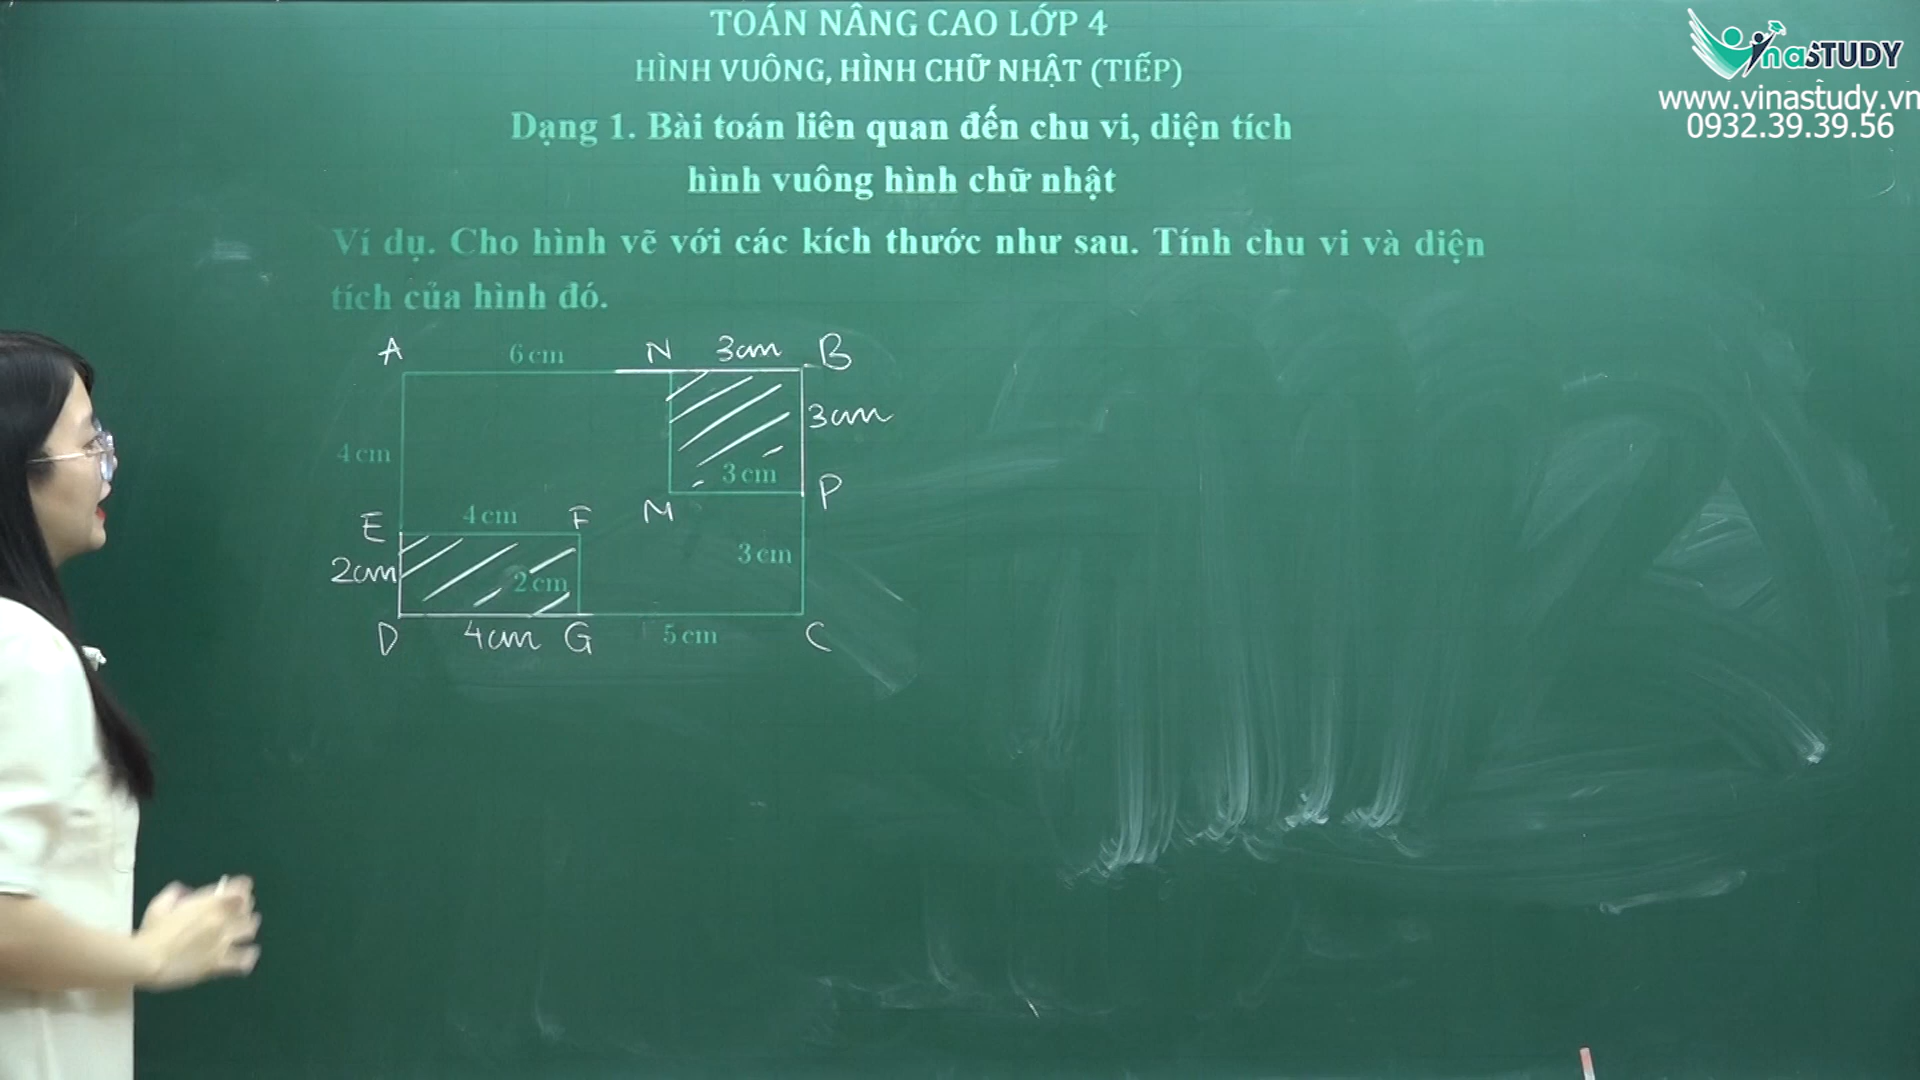 TOÁN NÂNG CAO LỚP 4
HÌNH VUÔNG, HÌNH CHỮ NHẬT (TIẾP)
Dạng 1. Bài toán liên quan đến chu vi, diện tích
hình vuông hình chữ nhật
Ví dụ. Cho hình vẽ với các kích thước như sau. Tính chu vi và diện
tích của hình đó.
VinaSTUDY
www.vinastudy.vn
0932.39.39.56
A 6 cm N 3cm B
3cm
4 cm
3 cm P
E 4 cm F M
3 cm
2cm 2 cm
D 4cm G 5 cm C